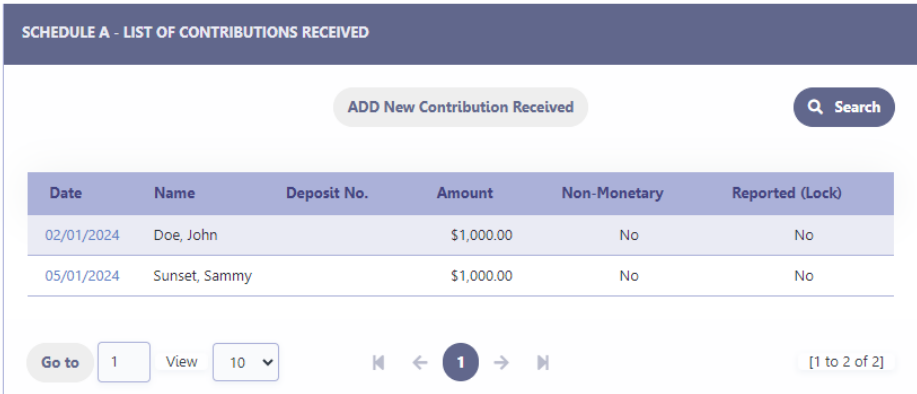 SCHEDULE A - LIST OF CONTRIBUTIONS RECEIVED
ADD New Contribution Received Search
Date Name Deposit No. Amount Non-Monetary Reported (Lock)
02/01/2024 Doe, John $1,000.00 No No
05/01/2024 Sunset, Sammy $1,000.00 No No
Go to 1 View 10 1 [1 to 2 of 2]